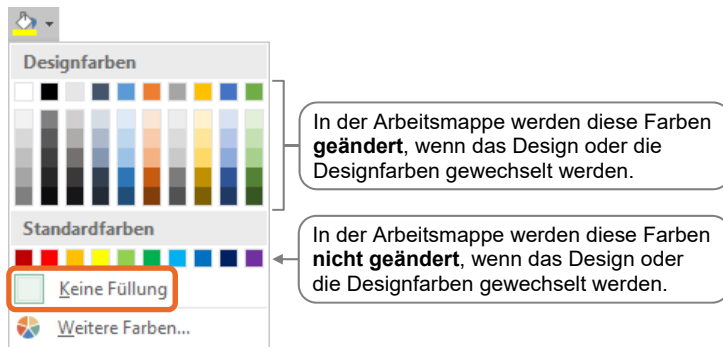 Designfarben
In der Arbeitsmappe werden diese Farben
geändert, wenn das Design oder die
Designfarben gewechselt werden.
Standardfarben
In der Arbeitsmappe werden diese Farben
nicht geändert, wenn das Design oder
die Designfarben gewechselt werden.
Keine Füllung
Weitere Farben...